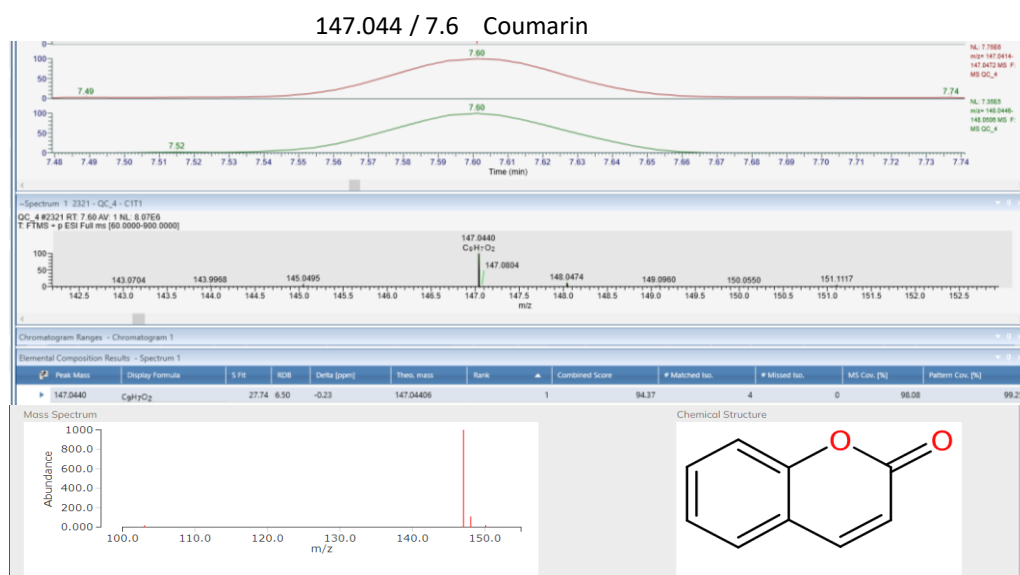 147.044 / 7.6 Coumarin
0
100
50
0
7.49
7.60
7.74
NL: 7.76E6
m/z= 147.0414-
147.0472 MS F:
MS QC_4
100
50
0
7.52
7.60
NL: 7.36E5
MS QC_4
7.48 7.49 7.50 7.51 7.52 7.53 7.54 7.55 7.56 7.57 7.58 7.59 7.60 7.61 7.62 7.63 7.64 7.65 7.66 7.67 7.68 7.69 7.70 7.71 7.72 7.73 7.74
Time (min)
~Spectrum 1 2321 - QC_4 - C1T1
QC_4 #2321 RT: 7.60 AV: 1 NL: 8.07E6
T: FTMS + p ESI Full ms [60.0000-900.0000]
100
50
0
143.0704 143.9968 145.0495
147.0440
C9H7O2
147.0804
148.0474 149.0960 150.0550 151.1117
142.5 143.0 143.5 144.0 144.5 145.0 145.5 146.0 146.5 147.0 147.5 148.0 148.5 149.0 149.5 150.0 150.5 151.0 151.5 152.0 152.5
m/z
Chromatogram Ranges - Chromatogram 1
Elemental Composition Results - Spectrum 1
Peak Mass Display Formula S Fit RDB Delta [ppm] Theo. mass Rank Combined Score # Matched Iso. # Missed Iso. MS Cov. [%] Pattern Cov. [%]
147.0440 C9H7O2 27.74 6.50 -0.23 147.04406 1 94.37 4 0 98.08
Mass Spectrum
Chemical Structure
1000
800.0
600.0
400.0
200.0
0.000
Abundance
100.0 110.0 120.0 130.0 140.0 150.0
m/z
O
O